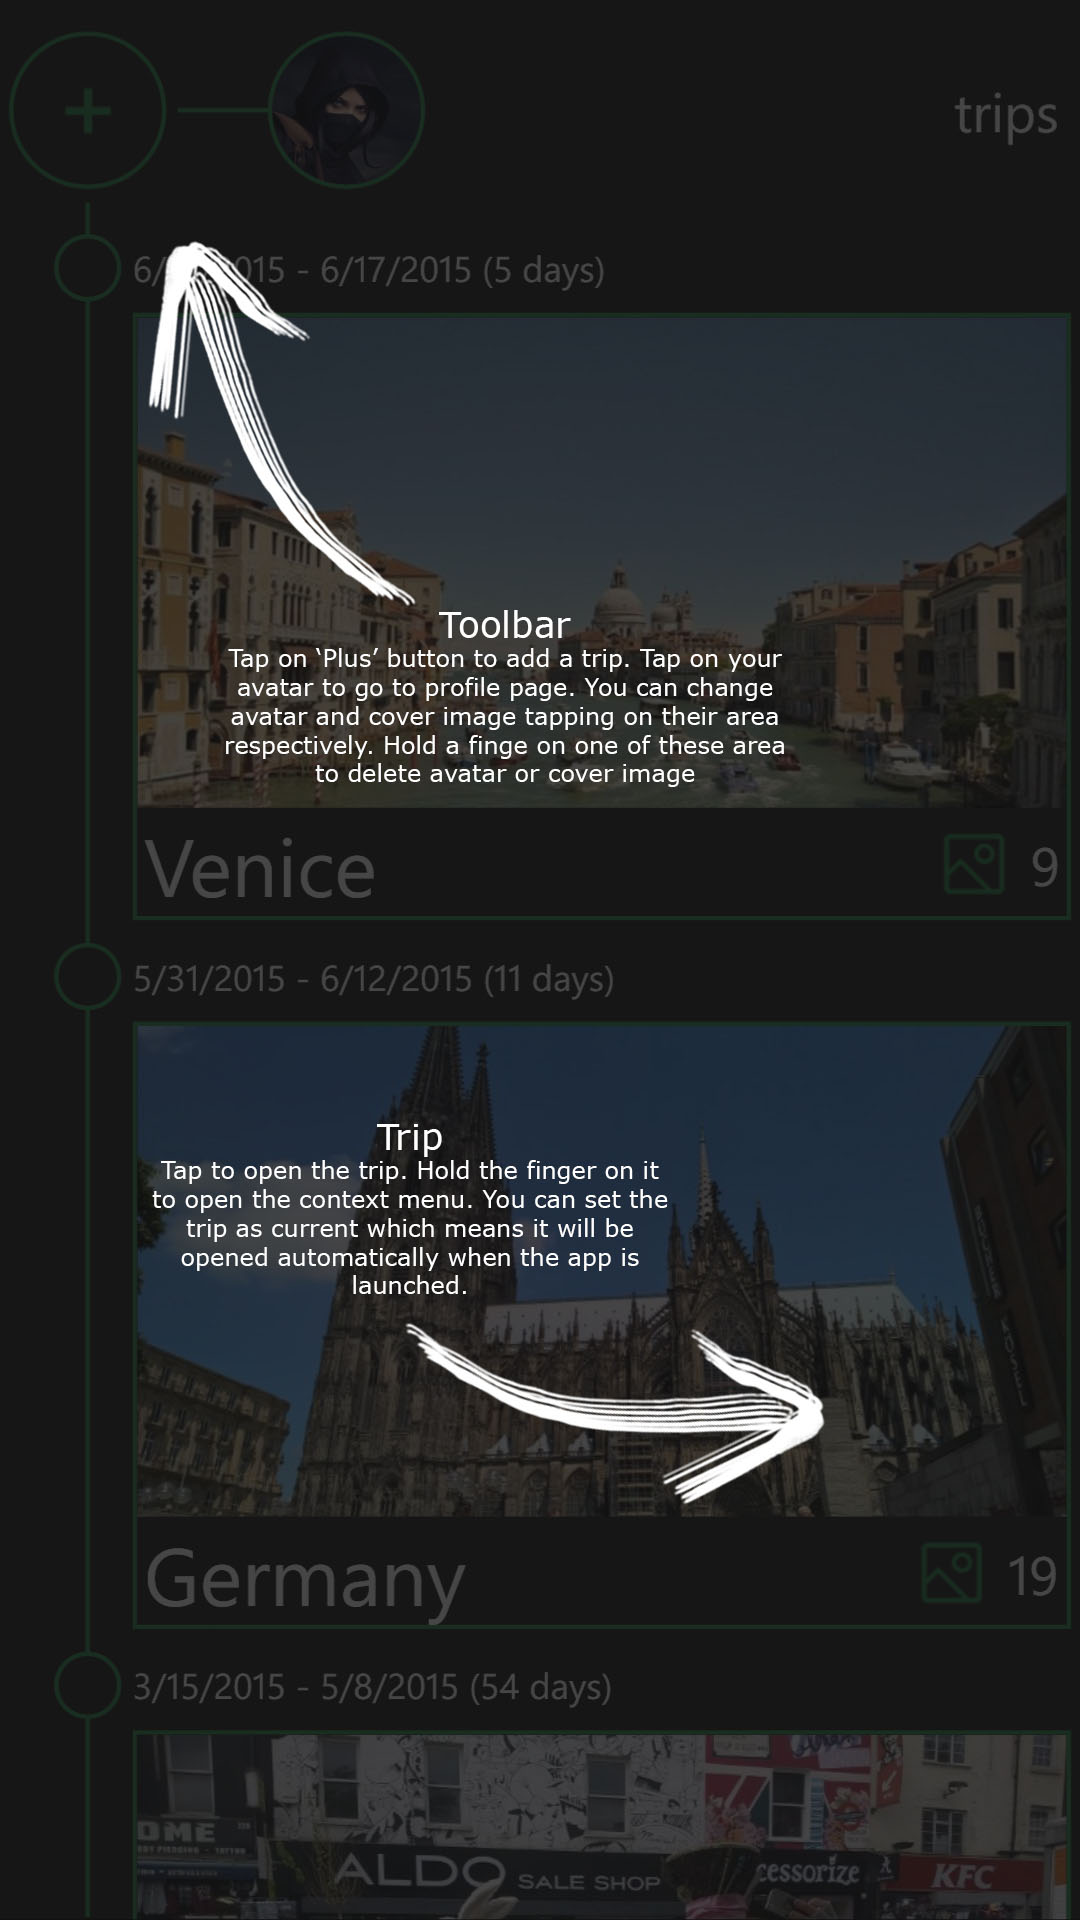 trips
6/ 015 - 6/17/2015 (5 days)
Toolbar
Tap on ‘Plus’ button to add a trip. Tap on your
avatar to go to profile page. You can change
avatar and cover image tapping on their area
respectively. Hold a finge on one of these area
to delete avatar or cover image
Venice
9
5/31/2015 - 6/12/2015 (11 days)
Trip
Tap to open the trip. Hold the finger on it
to open the context menu. You can set the
trip as current which means it will be
opened automatically when the app is
launched.
Germany
19
3/15/2015 - 5/8/2015 (54 days)
OME
DY PIERCING - TATTOO
ALDO SALE SHOP
cessorize
KFC